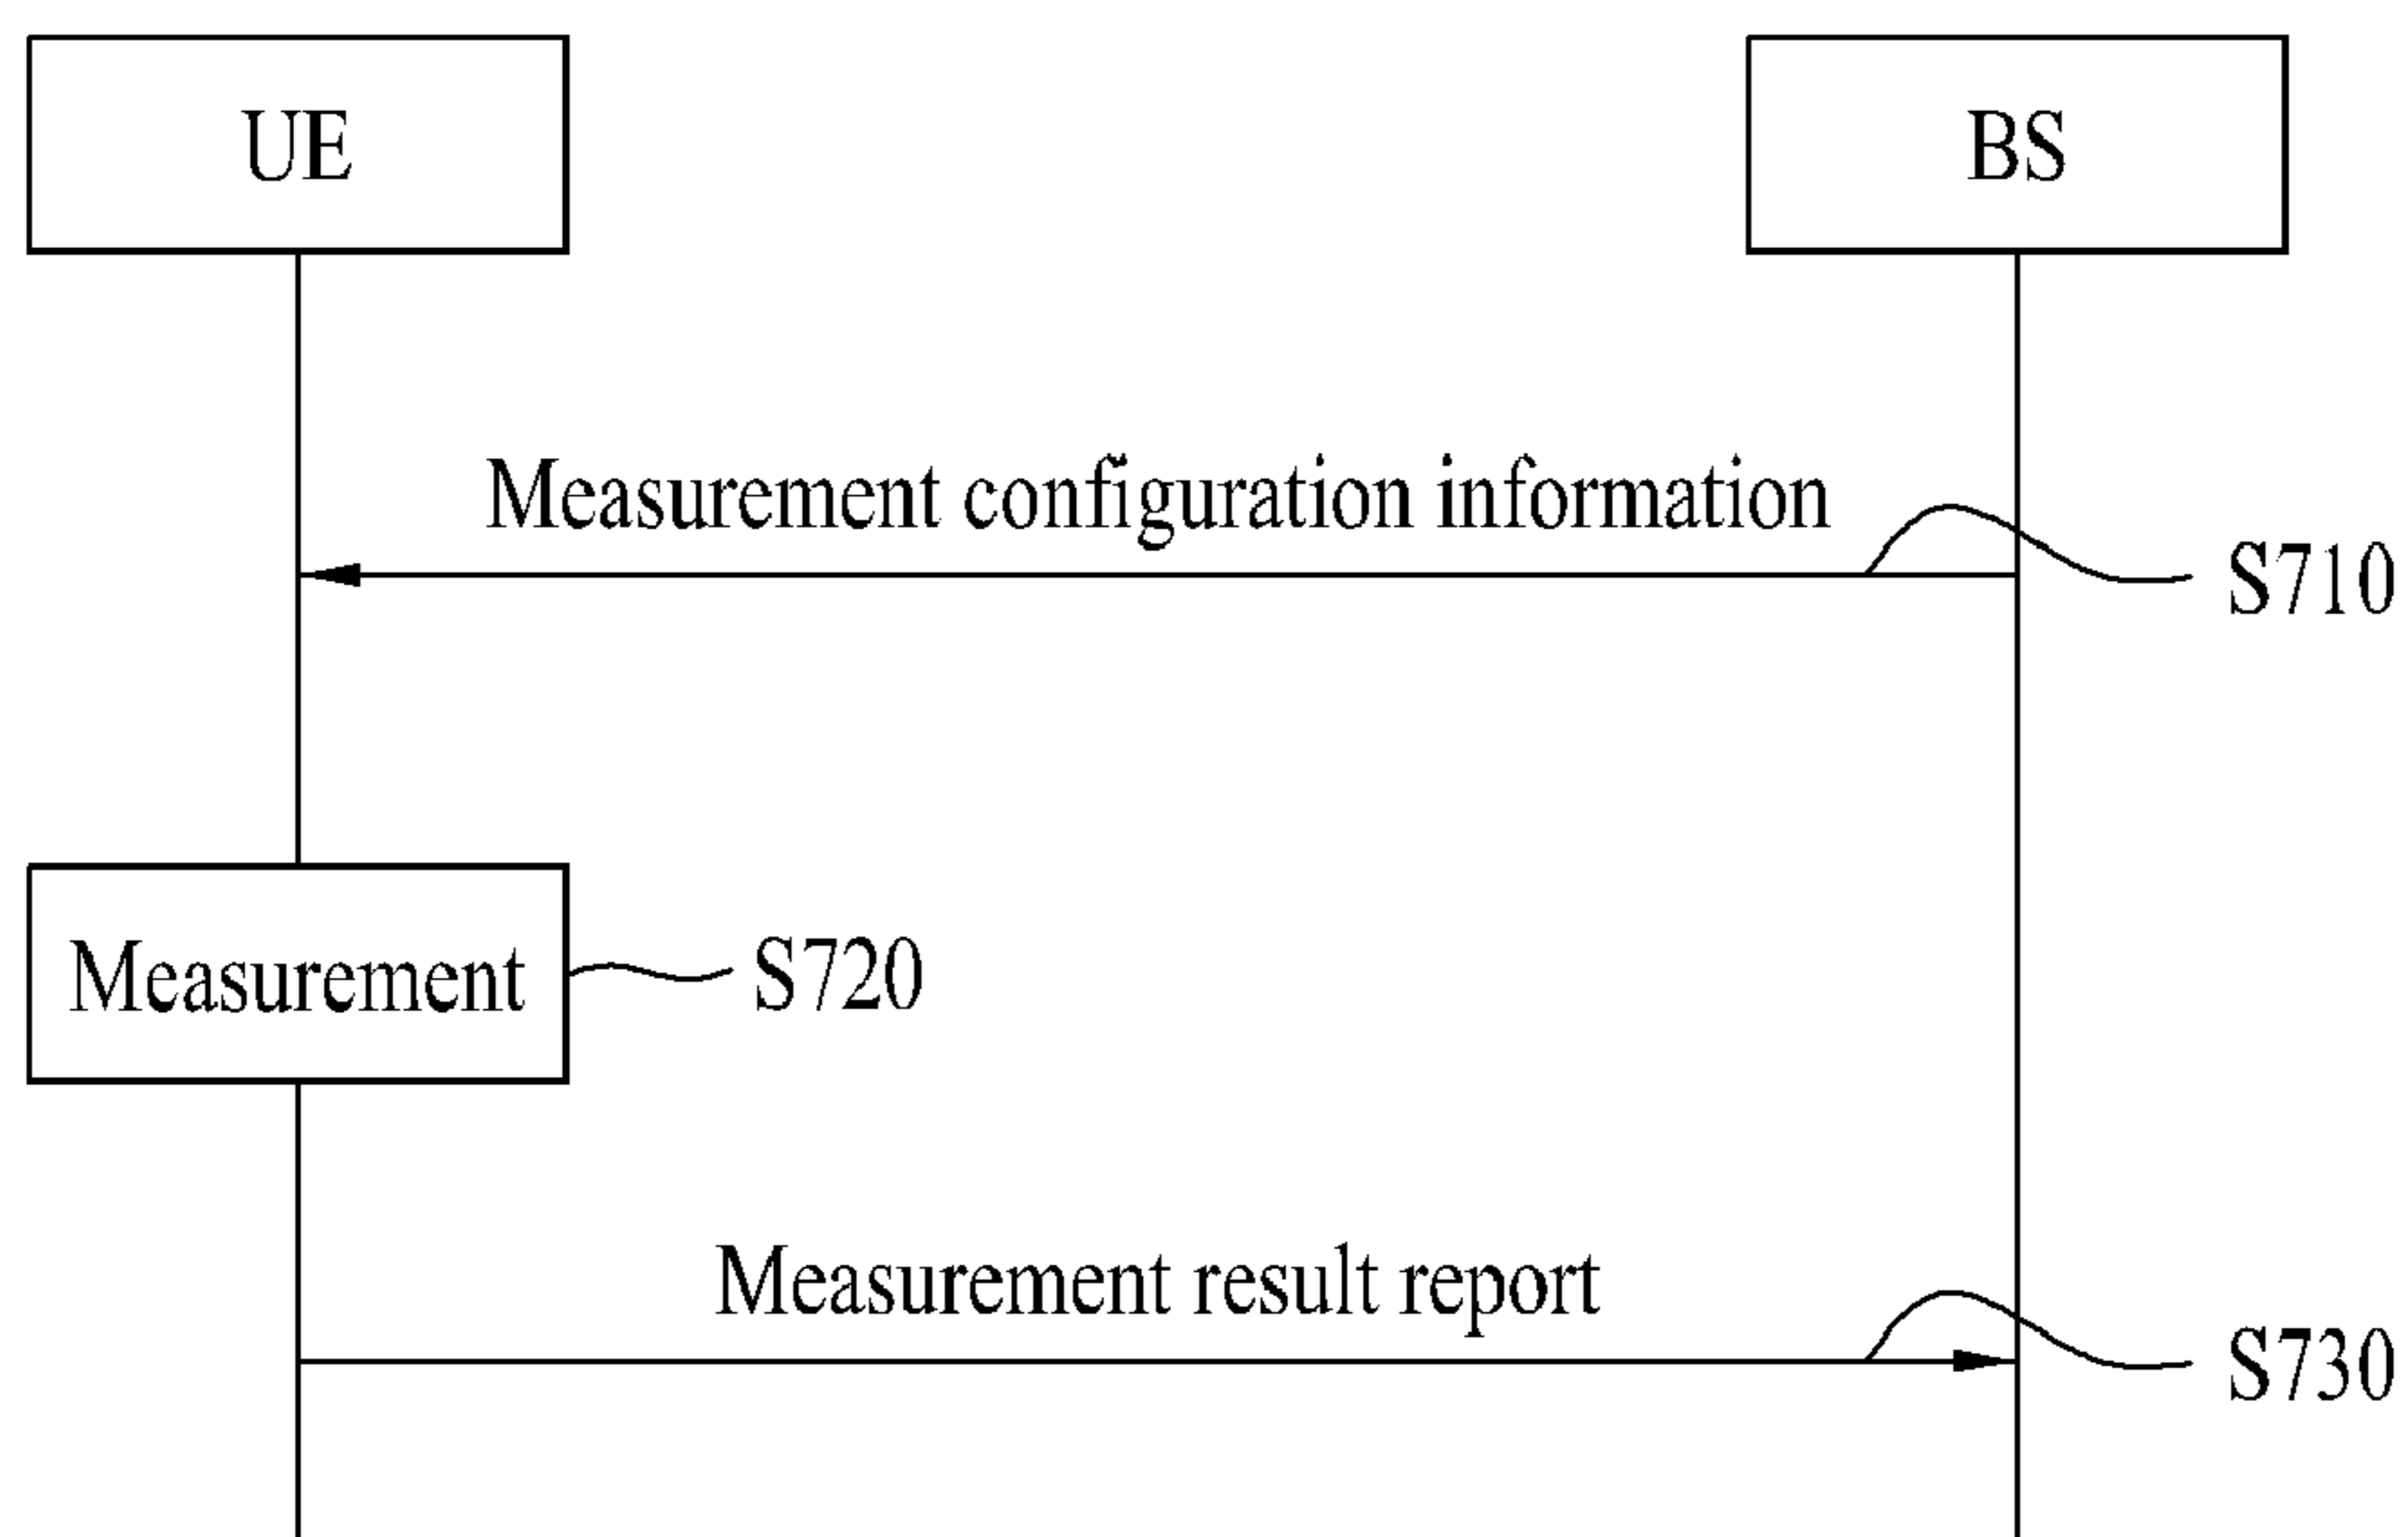 UE
BS
Measurement configuration information
S710
Measurement
S720
Measurement result report
S730